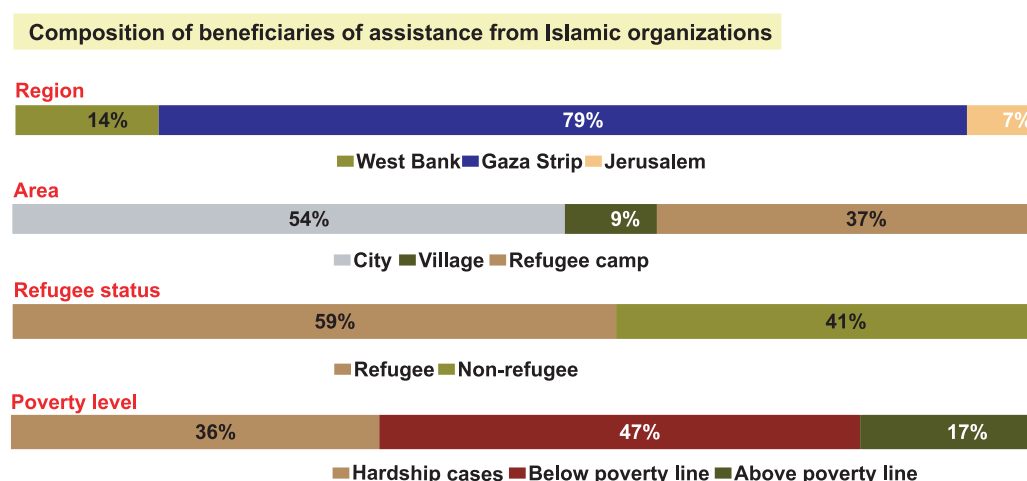 Composition of beneficiaries of assistance from Islamic organizations
Region
14% 79% 7%
West Bank Gaza Strip Jerusalem
Area
54% 9% 37%
City Village Refugee camp
Refugee status
59% 41%
Refugee Non-refugee
Poverty level
36% 47% 17%
Hardship cases Below poverty line Above poverty line